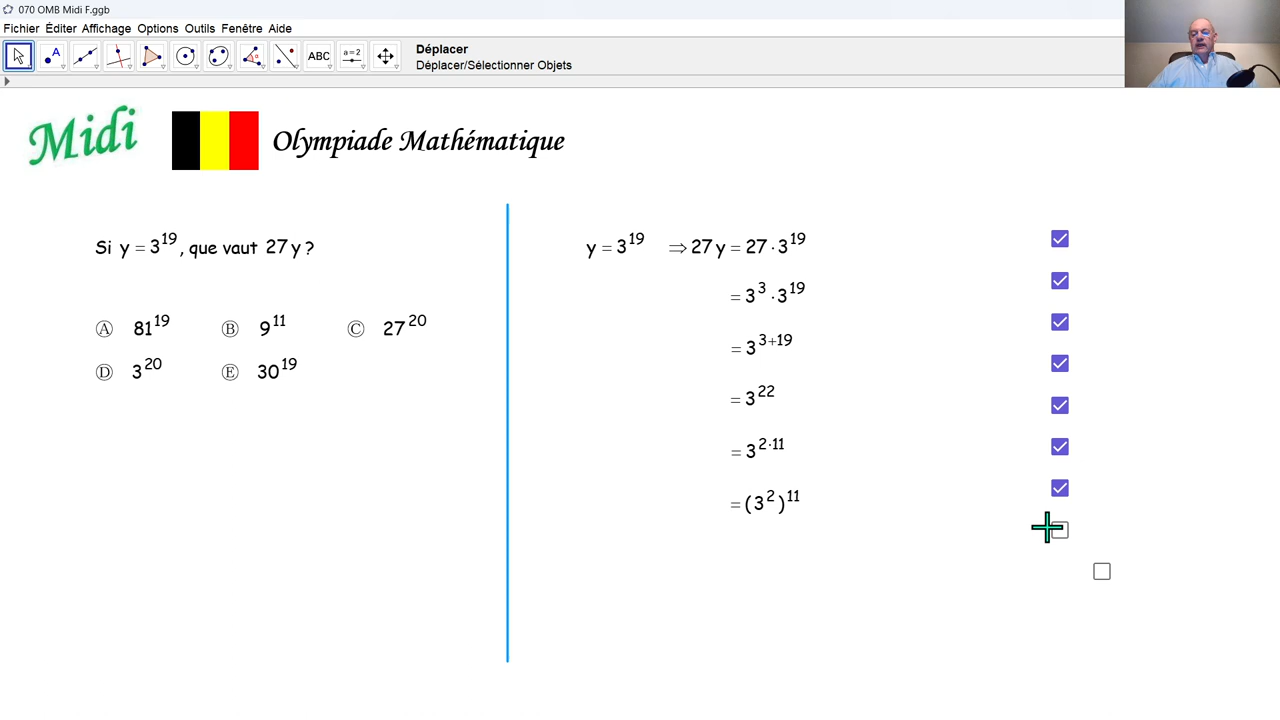 070 OMB Midi F.ggb
Fichier Éditer Affichage Options Outils Fenêtre Aide
A ABC a=2
Déplacer
Déplacer/Sélectionner Objets
Midi
Olympiade Mathématique
Si y = 3^19, que vaut 27y ?
Ⓐ 81^19 Ⓑ 9^11 Ⓒ 27^20
Ⓓ 3^20 Ⓔ 30^19
y = 3^19 ⇒ 27y = 27 · 3^19
= 3^3 · 3^19
= 3^(3+19)
= 3^22
= 3^(2·11)
= (3^2)^11